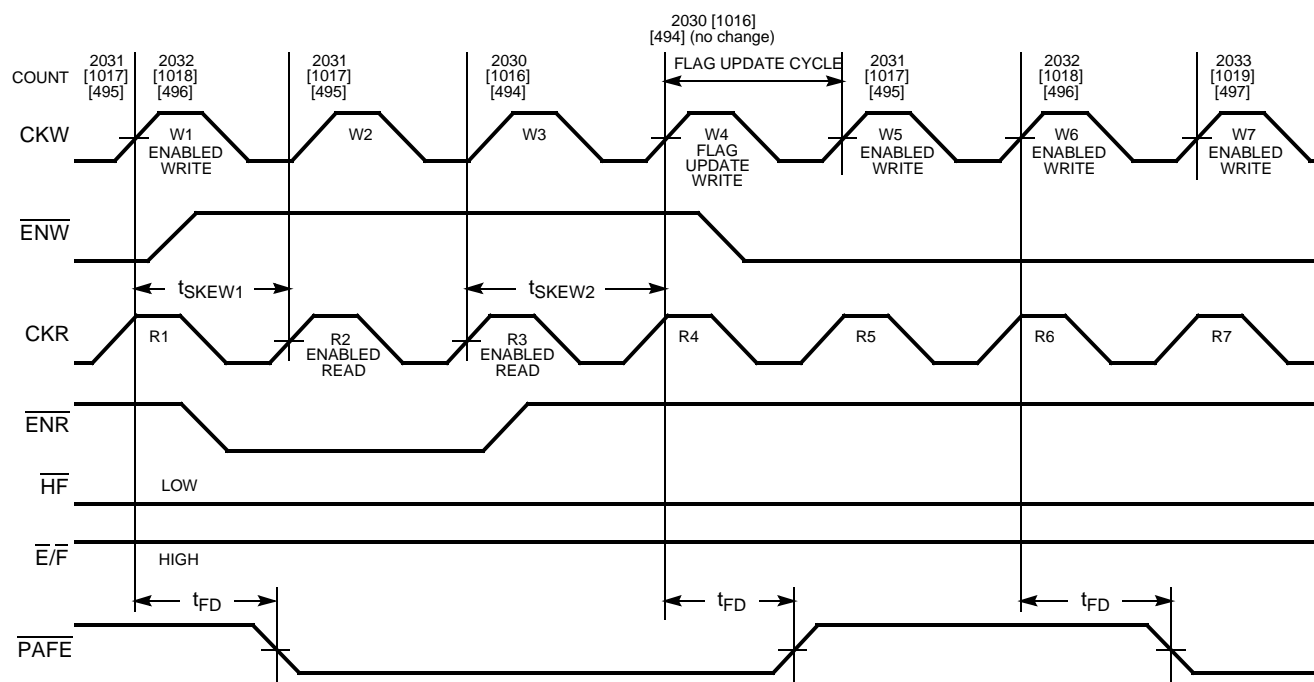 2030 [1016]
[494] (no change)
COUNT
2031
[1017]
[495]
2032
[1018]
[496]
2031
[1017]
[495]
2030
[1016]
[494]
FLAG UPDATE CYCLE
2031
[1017]
[495]
2032
[1018]
[496]
2033
[1019]
[497]
CKW
W1
ENABLED
WRITE
W2
W3
W4
FLAG
UPDATE
WRITE
W5
ENABLED
WRITE
W6
ENABLED
WRITE
W7
ENABLED
WRITE
ENW
tSKEW1
tSKEW2
CKR
R1
R2
ENABLED
READ
R3
ENABLED
READ
R4
R5
R6
R7
ENR
HF
LOW
E/F
HIGH
tFD
tFD
tFD
PAFE